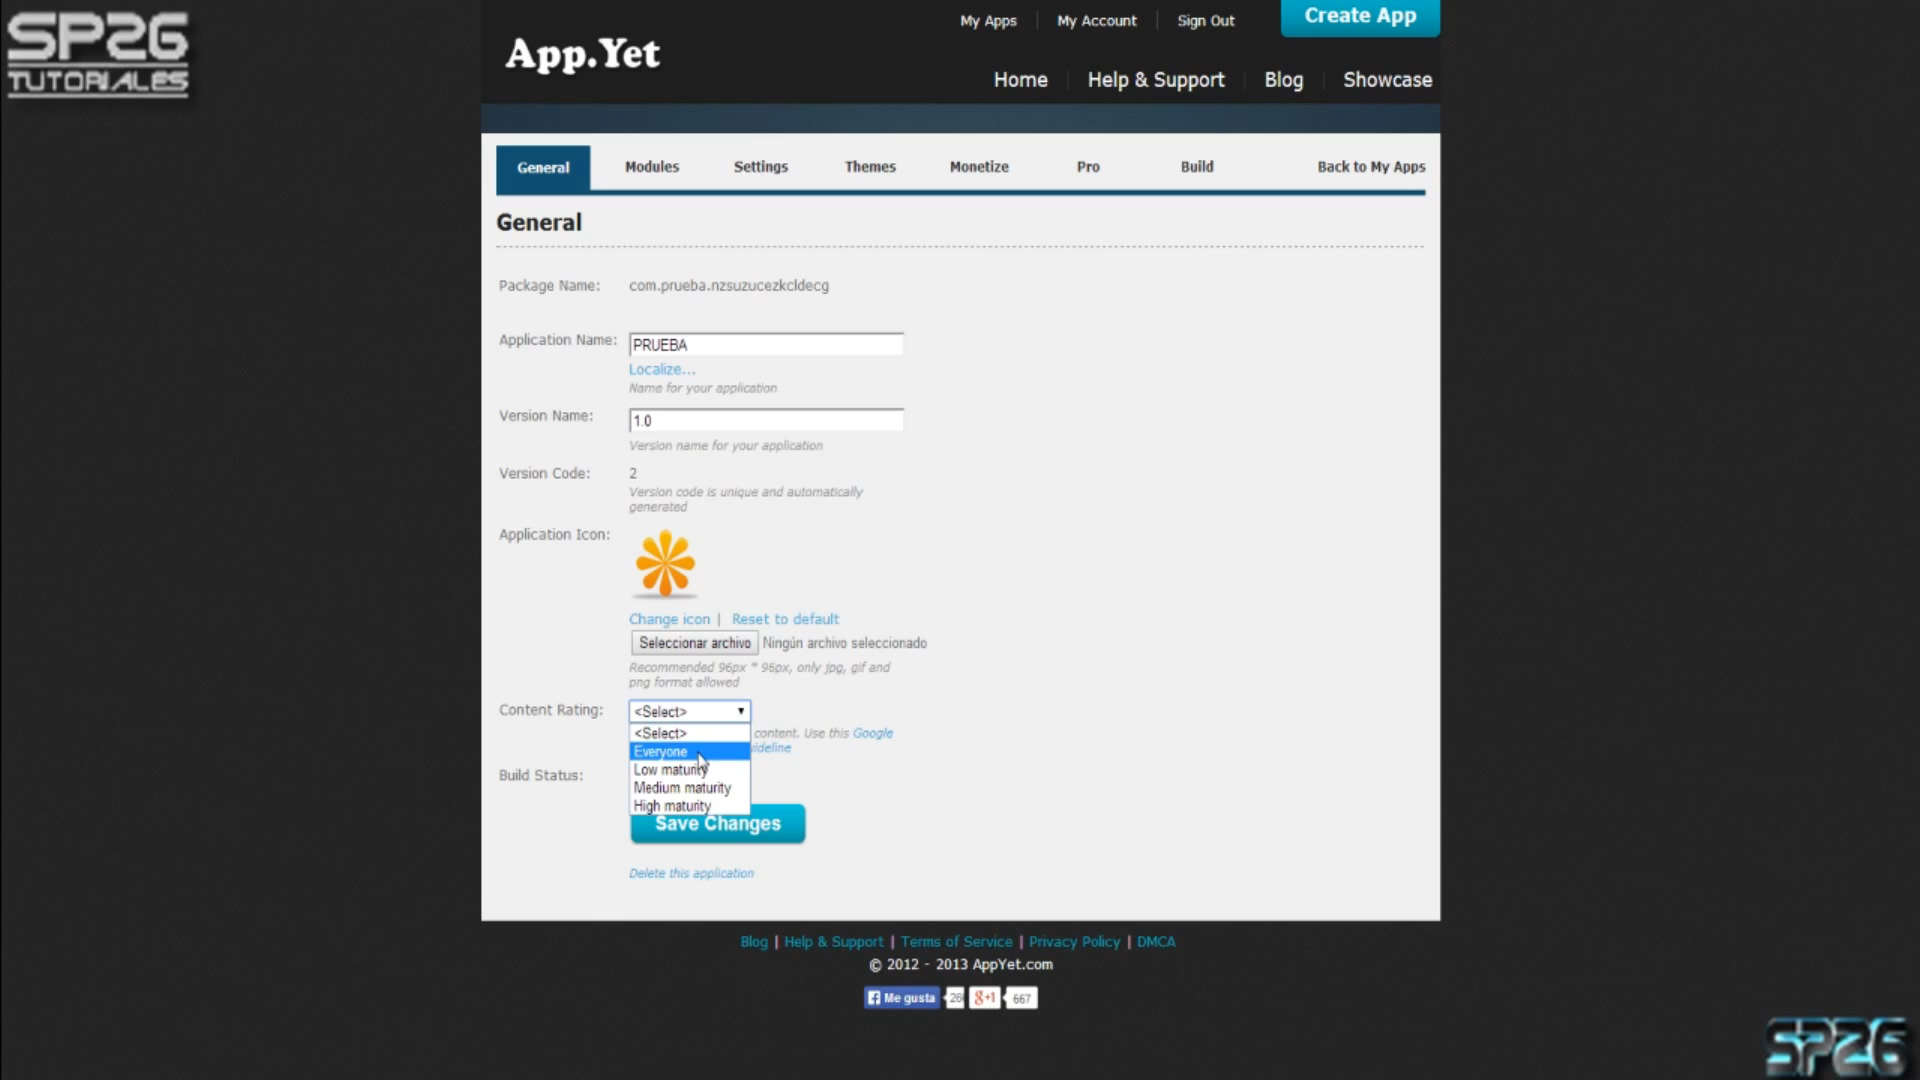 SP26
TUTORIALES
My Apps
My Account
Sign Out
Create App
App.Yet
Home
Help & Support
Blog
Showcase
General
Modules
Settings
Themes
Monetize
Pro
Build
Back to My Apps
General
Package Name: com.prueba.nzsuzucezkcldecg
Application Name: PRUEBA
Localize...
Name for your application
Version Name: 1.0
Version name for your application
Version Code: 2
Version code is unique and automatically
generated
Application Icon:
Change icon | Reset to default
Seleccionar archivo Ningún archivo seleccionado
Recommended 96px * 96px, only jpg, gif and
png format allowed
Content Rating: <Select>
<Select>
content. Use this Google
Everyone
ideline
Low maturity
Build Status:
Medium maturity
High maturity
Save Changes
Delete this application
Blog | Help & Support | Terms of Service | Privacy Policy | DMCA
© 2012 - 2013 AppYet.com
Me gusta 26 g+1 667
SP26